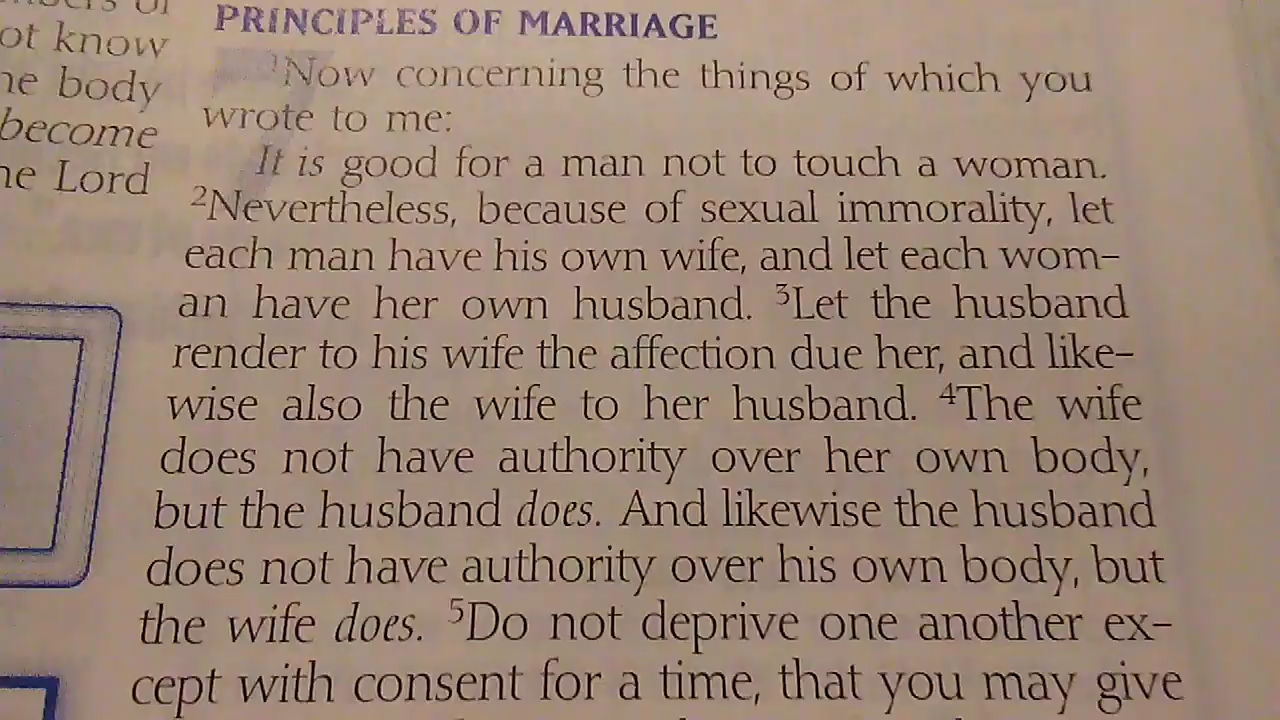 ot know
he body
become
he Lord
PRINCIPLES OF MARRIAGE
1Now concerning the things of which you
wrote to me:
It is good for a man not to touch a woman.
2Nevertheless, because of sexual immorality, let
each man have his own wife, and let each wom-
an have her own husband. 3Let the husband
render to his wife the affection due her, and like-
wise also the wife to her husband. 4The wife
does not have authority over her own body,
but the husband does. And likewise the husband
does not have authority over his own body, but
the wife does. 5Do not deprive one another ex-
cept with consent for a time, that you may give